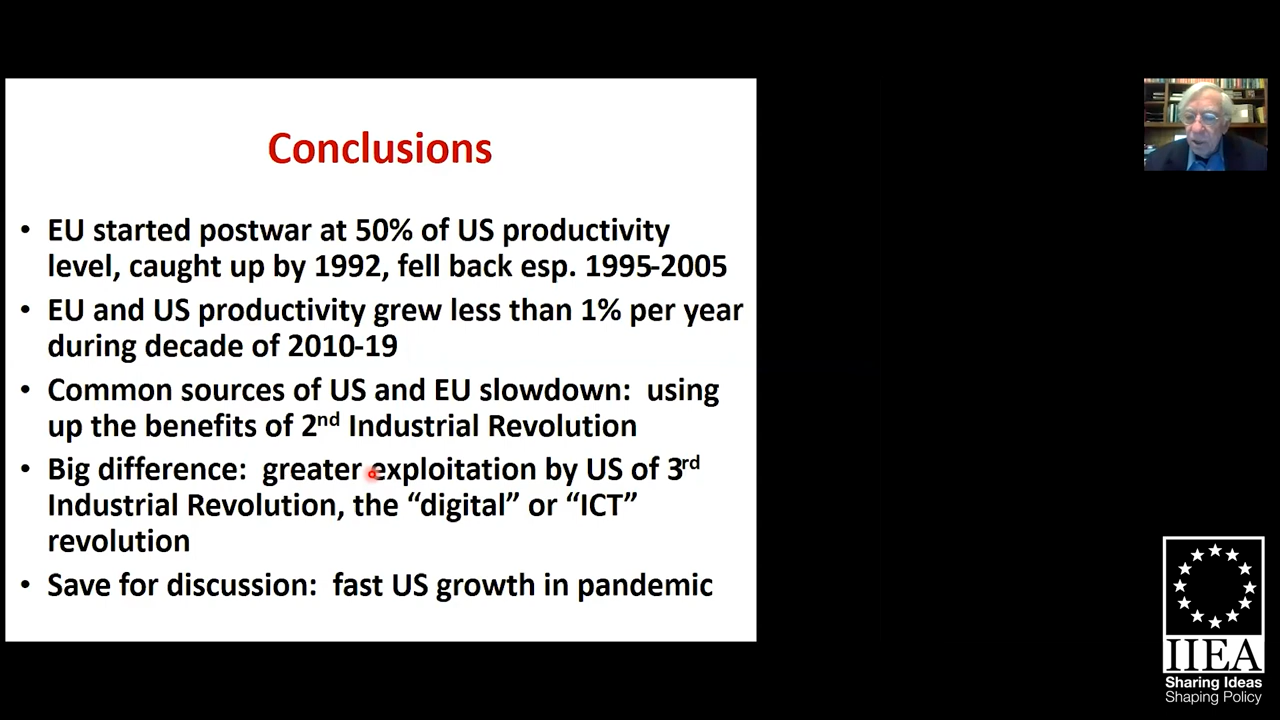 Conclusions
• EU started postwar at 50% of US productivity
level, caught up by 1992, fell back esp. 1995-2005
• EU and US productivity grew less than 1% per year
during decade of 2010-19
• Common sources of US and EU slowdown:  using
up the benefits of 2nd Industrial Revolution
• Big difference:  greater exploitation by US of 3rd
Industrial Revolution, the “digital” or “ICT”
revolution
• Save for discussion:  fast US growth in pandemic
IIEA
Sharing Ideas
Shaping Policy